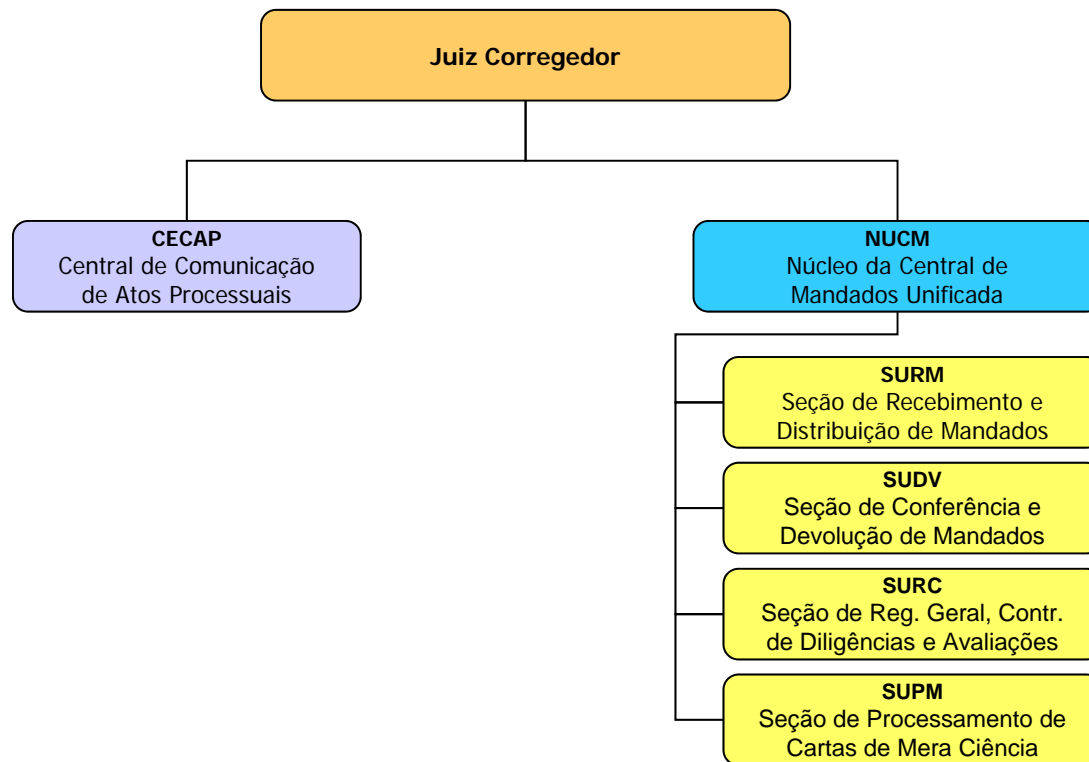 Juiz Corregedor
CECAP
Central de Comunicação
de Atos Processuais
NUCM
Núcleo da Central de
Mandados Unificada
SURM
Seção de Recebimento e
Distribuição de Mandados
SUDV
Seção de Conferência e
Devolução de Mandados
SURC
Seção de Reg. Geral, Contr.
de Diligências e Avaliações
SUPM
Seção de Processamento de
Cartas de Mera Ciência